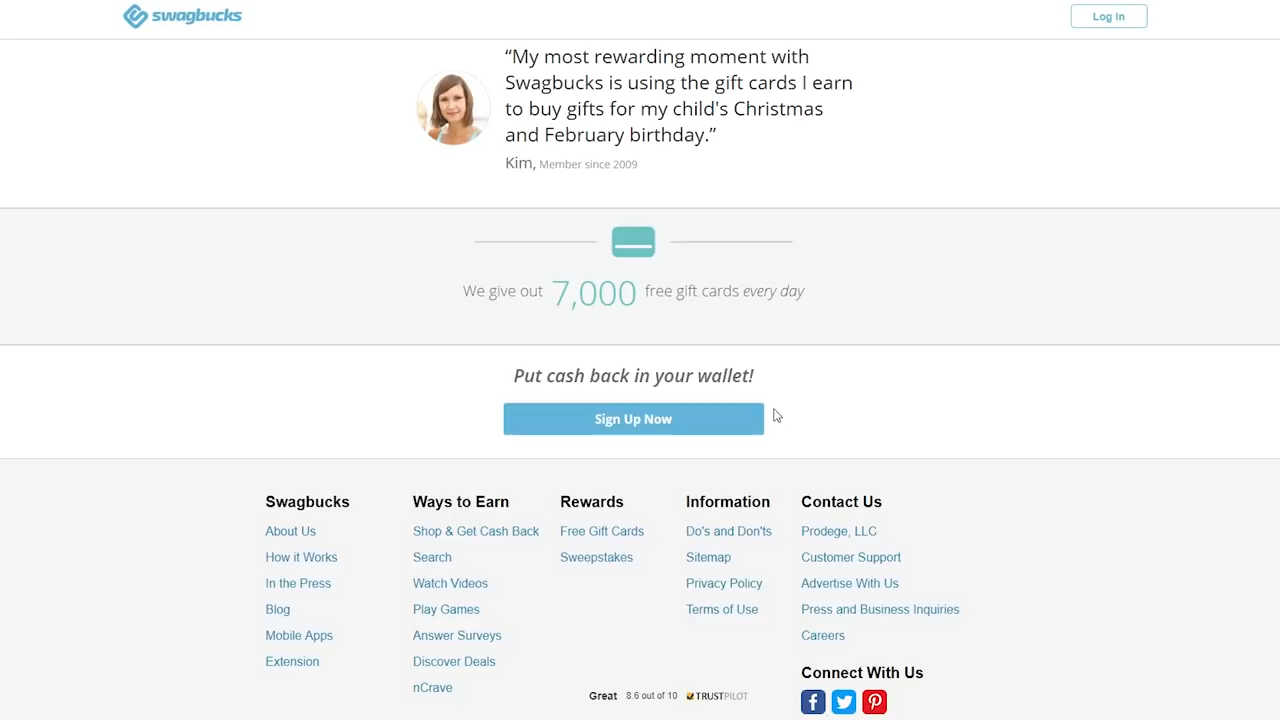 swagbucks
Log In
“My most rewarding moment with
Swagbucks is using the gift cards I earn
to buy gifts for my child's Christmas
and February birthday.”
Kim, Member since 2009
We give out 7,000 free gift cards every day
Put cash back in your wallet!
Sign Up Now
Swagbucks
About Us
How it Works
In the Press
Blog
Mobile Apps
Extension
Ways to Earn
Shop & Get Cash Back
Search
Watch Videos
Play Games
Answer Surveys
Discover Deals
nCrave
Rewards
Free Gift Cards
Sweepstakes
Information
Do's and Don'ts
Sitemap
Privacy Policy
Terms of Use
Contact Us
Prodege, LLC
Customer Support
Advertise With Us
Press and Business Inquiries
Careers
Connect With Us
Great 8.6 out of 10 TRUSTPILOT